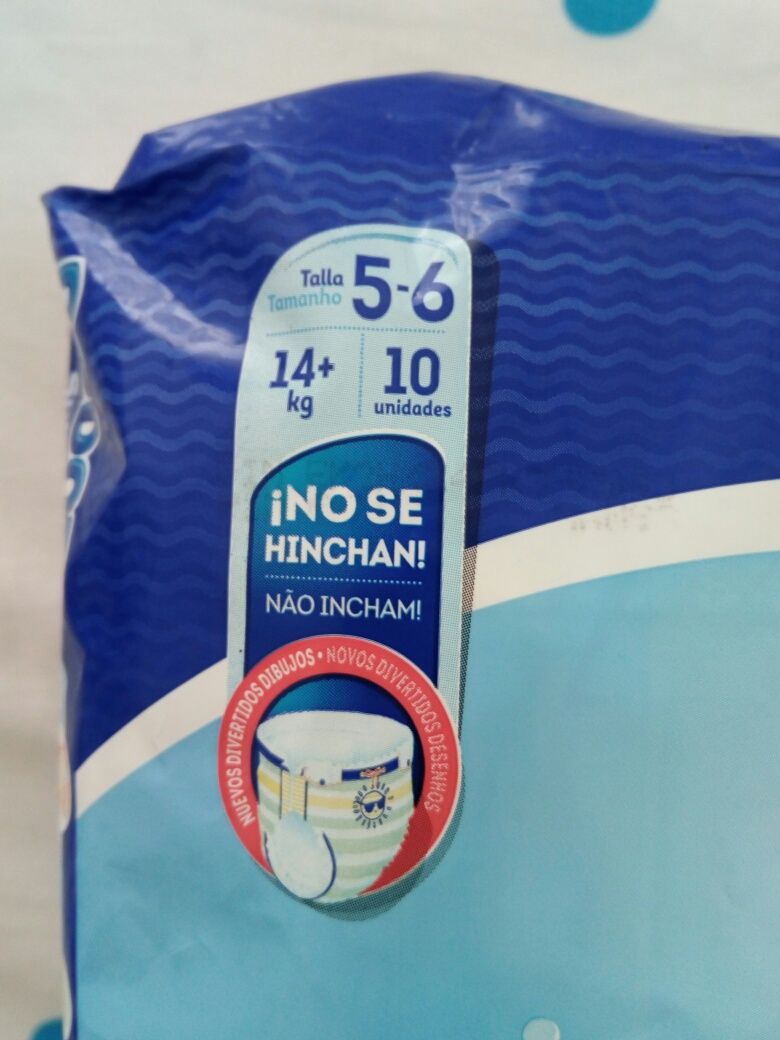 Talla
Tamanho
5-6
14+
kg
10
unidades
¡NO SE
HINCHAN!
NÃO INCHAM!
NUEVOS DIVERTIDOS DIBUJOS • NOVOS DIVERTIDOS DESENHOS